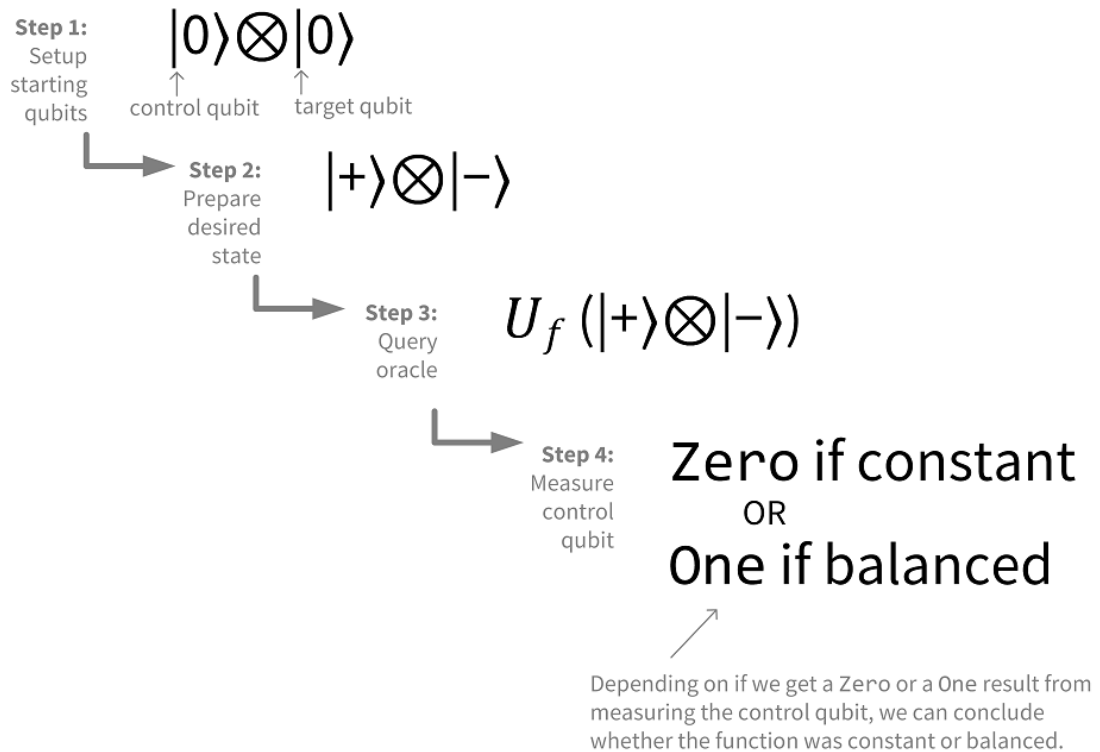 Step 1:
Setup
starting
qubits
|0⟩⊗|0⟩
control qubit
target qubit
Step 2:
Prepare
desired
state
|+⟩⊗|−⟩
Step 3:
Query
oracle
U_f (|+⟩⊗|−⟩)
Step 4:
Measure
control
qubit
Zero if constant
OR
One if balanced
Depending on if we get a Zero or a One result from
measuring the control qubit, we can conclude
whether the function was constant or balanced.